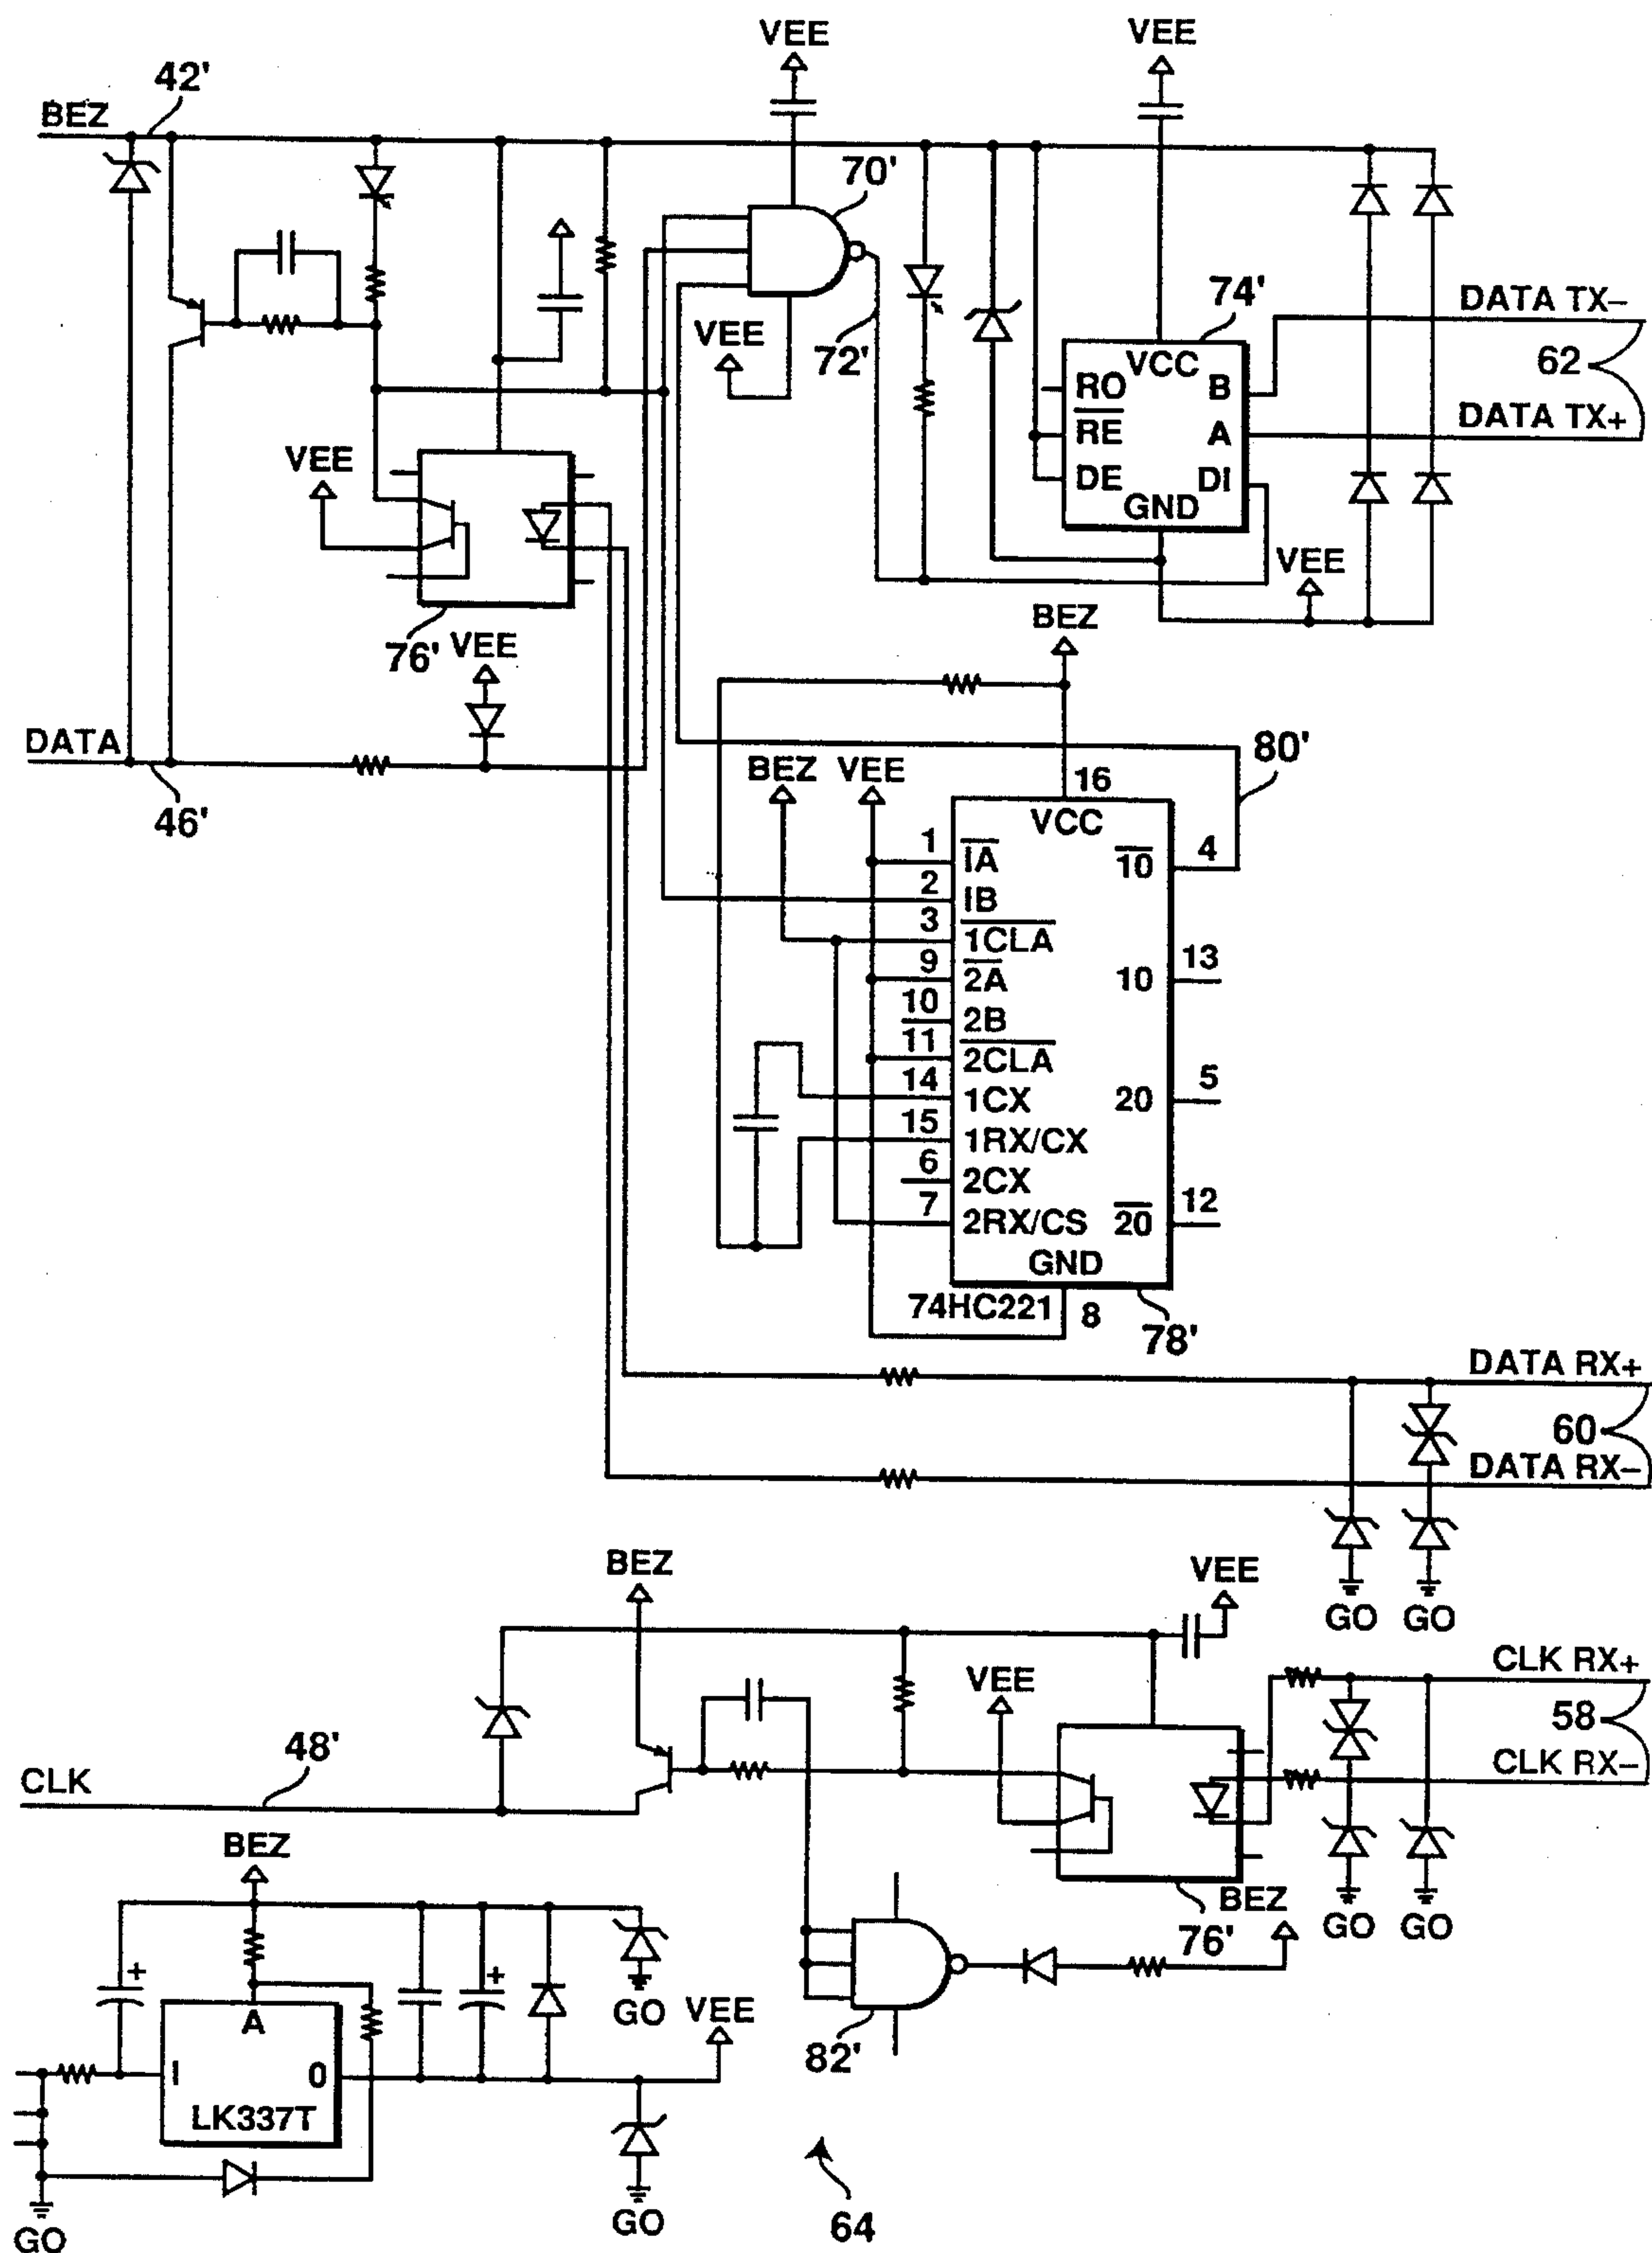 VEE
VEE
42'
BEZ
70'
74'
DATA TX–
VEE
72'
VCC
RO
B
62
RE
A
DATA TX+
VEE
DE
DI
GND
VEE
BEZ
76'
VEE
DATA
80'
BEZ
VEE
16
46'
VCC
1
IA
10
4
2
IB
3
1CLA
9
2A
10
13
10
2B
11
2CLA
14
1CX
20
5
15
1RX/CX
6
2CX
7
2RX/CS
20
12
GND
74HC221
8
78'
DATA RX+
60
DATA RX–
BEZ
VEE
GO
GO
CLK RX+
VEE
58
48'
CLK
CLK RX–
BEZ
BEZ
76'
GO
GO
+
+
GO
VEE
A
82'
I
0
LK337T
GO
GO
64